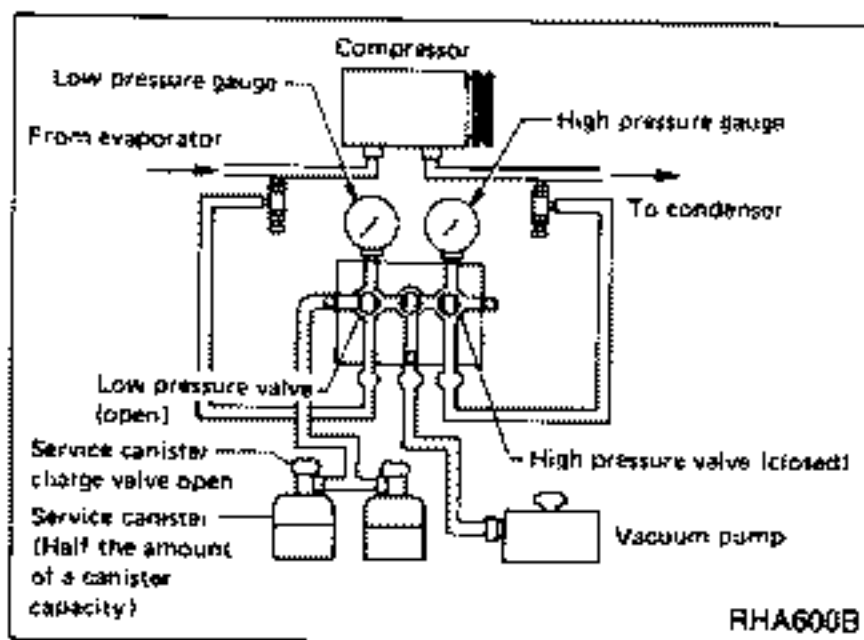 Compressor
Low pressure gauge
From evaporator
High pressure gauge
To condenser
Low pressure valve
(open)
Service canister
charge valve open
High pressure valve (closed)
Service canister
(Half the amount
of a canister
capacity)
Vacuum pump
RHA600B